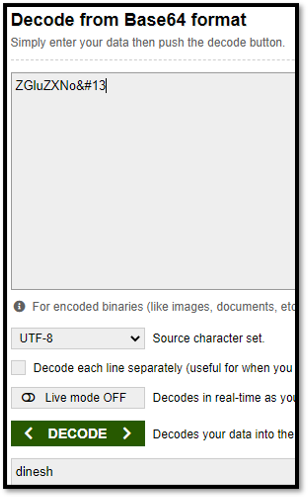 Decode from Base64 format
Simply enter your data then push the decode button.
ZGluZXNo&#13
For encoded binaries (like images, documents, etc
UTF-8 Source character set.
Decode each line separately (useful for when you
Live mode OFF Decodes in real-time as you
< DECODE > Decodes your data into the
dinesh